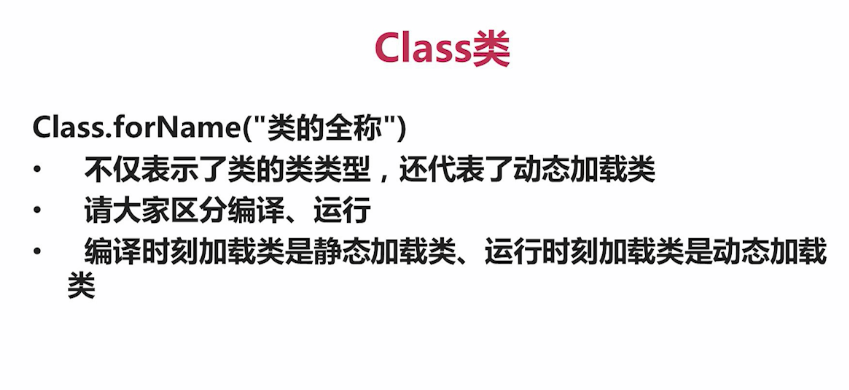 Class类
Class.forName("类的全称")
• 不仅表示了类的类类型，还代表了动态加载类
• 请大家区分编译、运行
• 编译时刻加载类是静态加载类、运行时刻加载类是动态加载
类